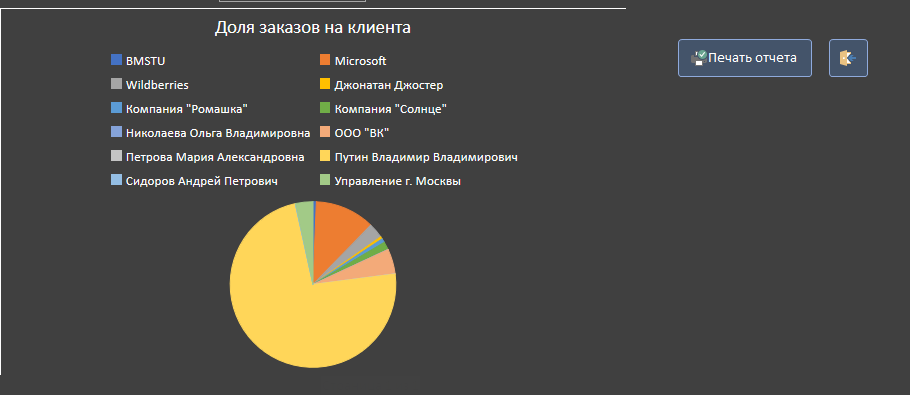 Доля заказов на клиента
BMSTU
Microsoft
Wildberries
Джонатан Джостер
Компания "Ромашка"
Компания "Солнце"
Николаева Ольга Владимировна
ООО "ВК"
Петрова Мария Александровна
Путин Владимир Владимирович
Сидоров Андрей Петрович
Управление г. Москвы
Печать отчета